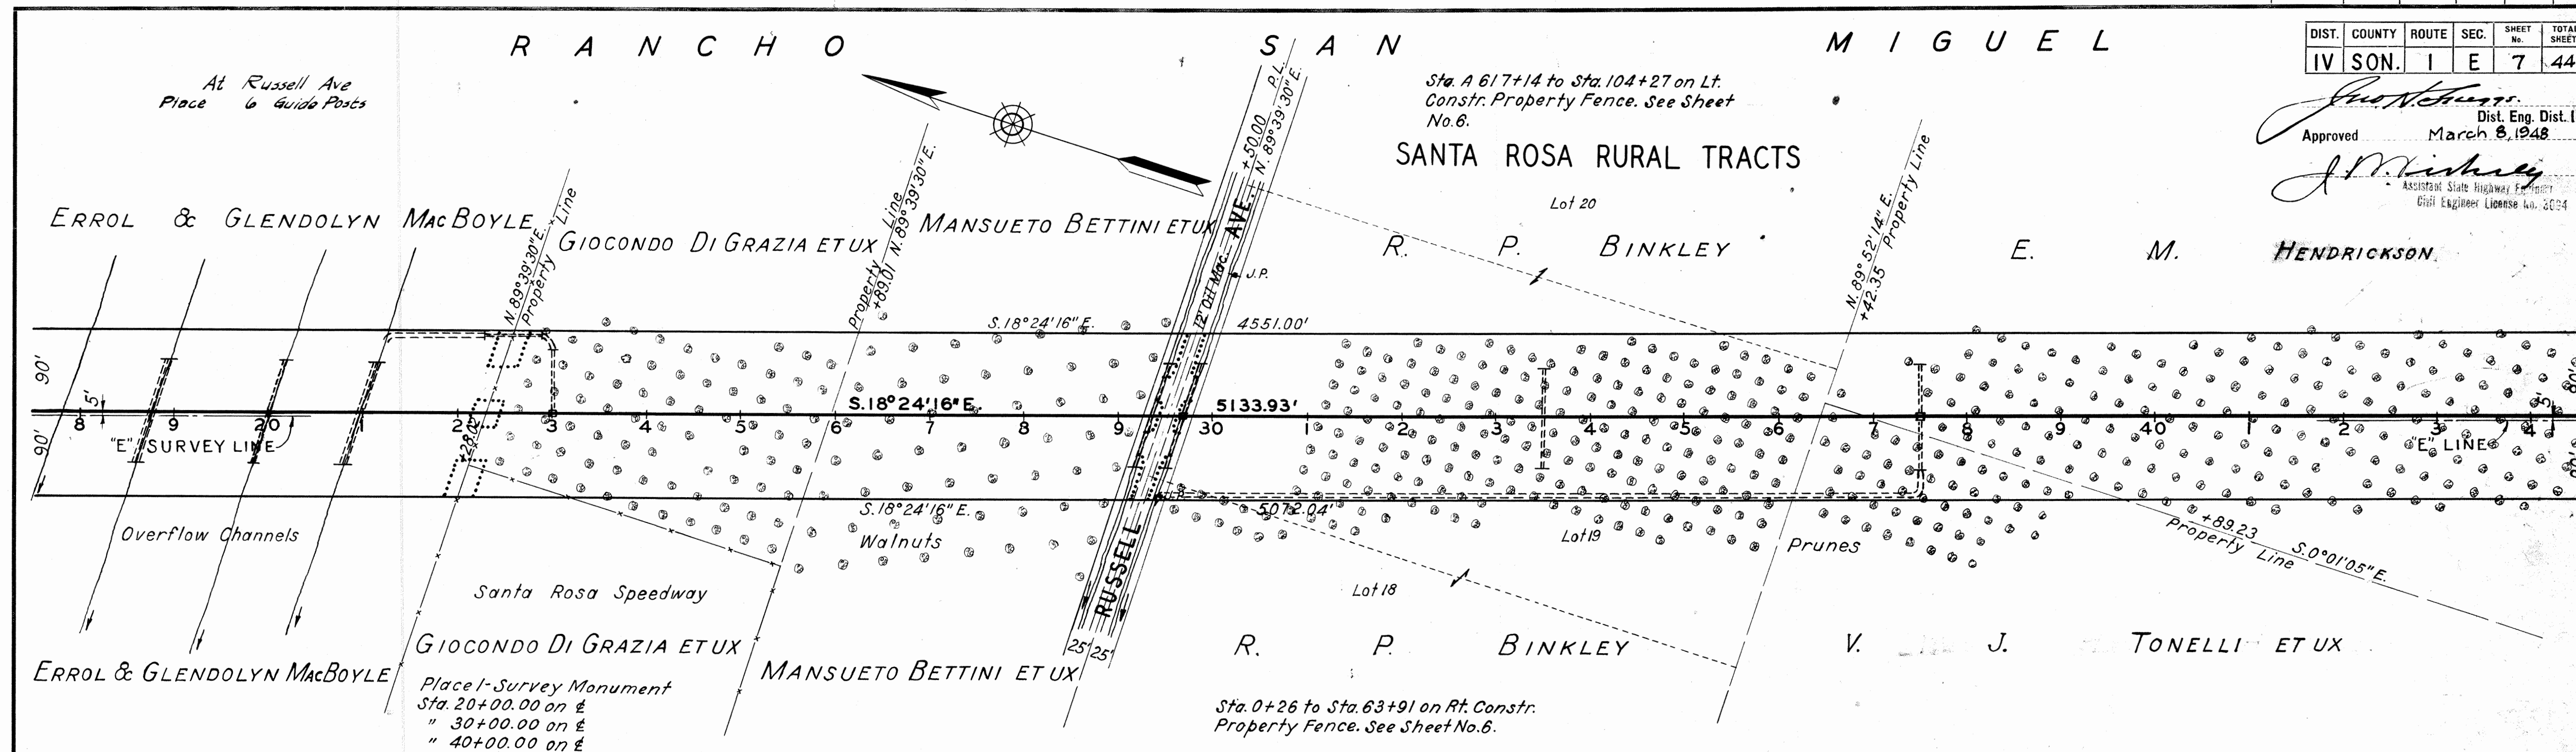 RANCHO SAN MIGUEL
DIST. COUNTY ROUTE SEC. SHEET No. TOTAL SHEET
IV SON. 1 E 7 44
Dist. Eng. Dist.
Approved March 8, 1948
Assistant State Highway Engineer
Civil Engineer License No. 3094
At Russell Ave
Place 6 Guide Posts
Sta. A 617+14 to Sta. 104+27 on Lt.
Constr. Property Fence. See Sheet
No.6.
SANTA ROSA RURAL TRACTS
Lot 20
ERROL & GLENDOLYN MACBOYLE
N.89°39'30"E.
Property Line
GIOCONDO DI GRAZIA ET UX
Property Line
+89.01 N.89°39'30"E.
MANSUETO BETTINI ET UX
+50.00 P.L.
N.89°39'30"E.
AVE.
12' Oil Mac.
J.P.
R. P. BINKLEY
N.89°52'14"E.
+42.35 Property Line
E. M. HENDRICKSON
S.18°24'16"E. 4551.00'
90'
5'
90'
S.18°24'16"E. 5133.93'
8 9 20 1 2 3 4 5 6 7 8 9 30 1 2 3 4 5 6 7 8 9 40 1 2 3 4
"E" SURVEY LINE
+28.02
"E" LINE
80'
5'
S.18°24'16"E. 5072.04'
Overflow Channels
Walnuts
RUSSELL
Lot 19
Prunes
+89.23 S.0°01'05"E.
Property Line
Santa Rosa Speedway
Lot 18
25' 25'
ERROL & GLENDOLYN MACBOYLE
GIOCONDO DI GRAZIA ET UX
MANSUETO BETTINI ET UX
R. P. BINKLEY
V. J. TONELLI ET UX
Place 1-Survey Monument
Sta. 20+00.00 on ℄
" 30+00.00 on ℄
" 40+00.00 on ℄
Sta. 0+26 to Sta. 63+91 on Rt. Constr.
Property Fence. See Sheet No.6.